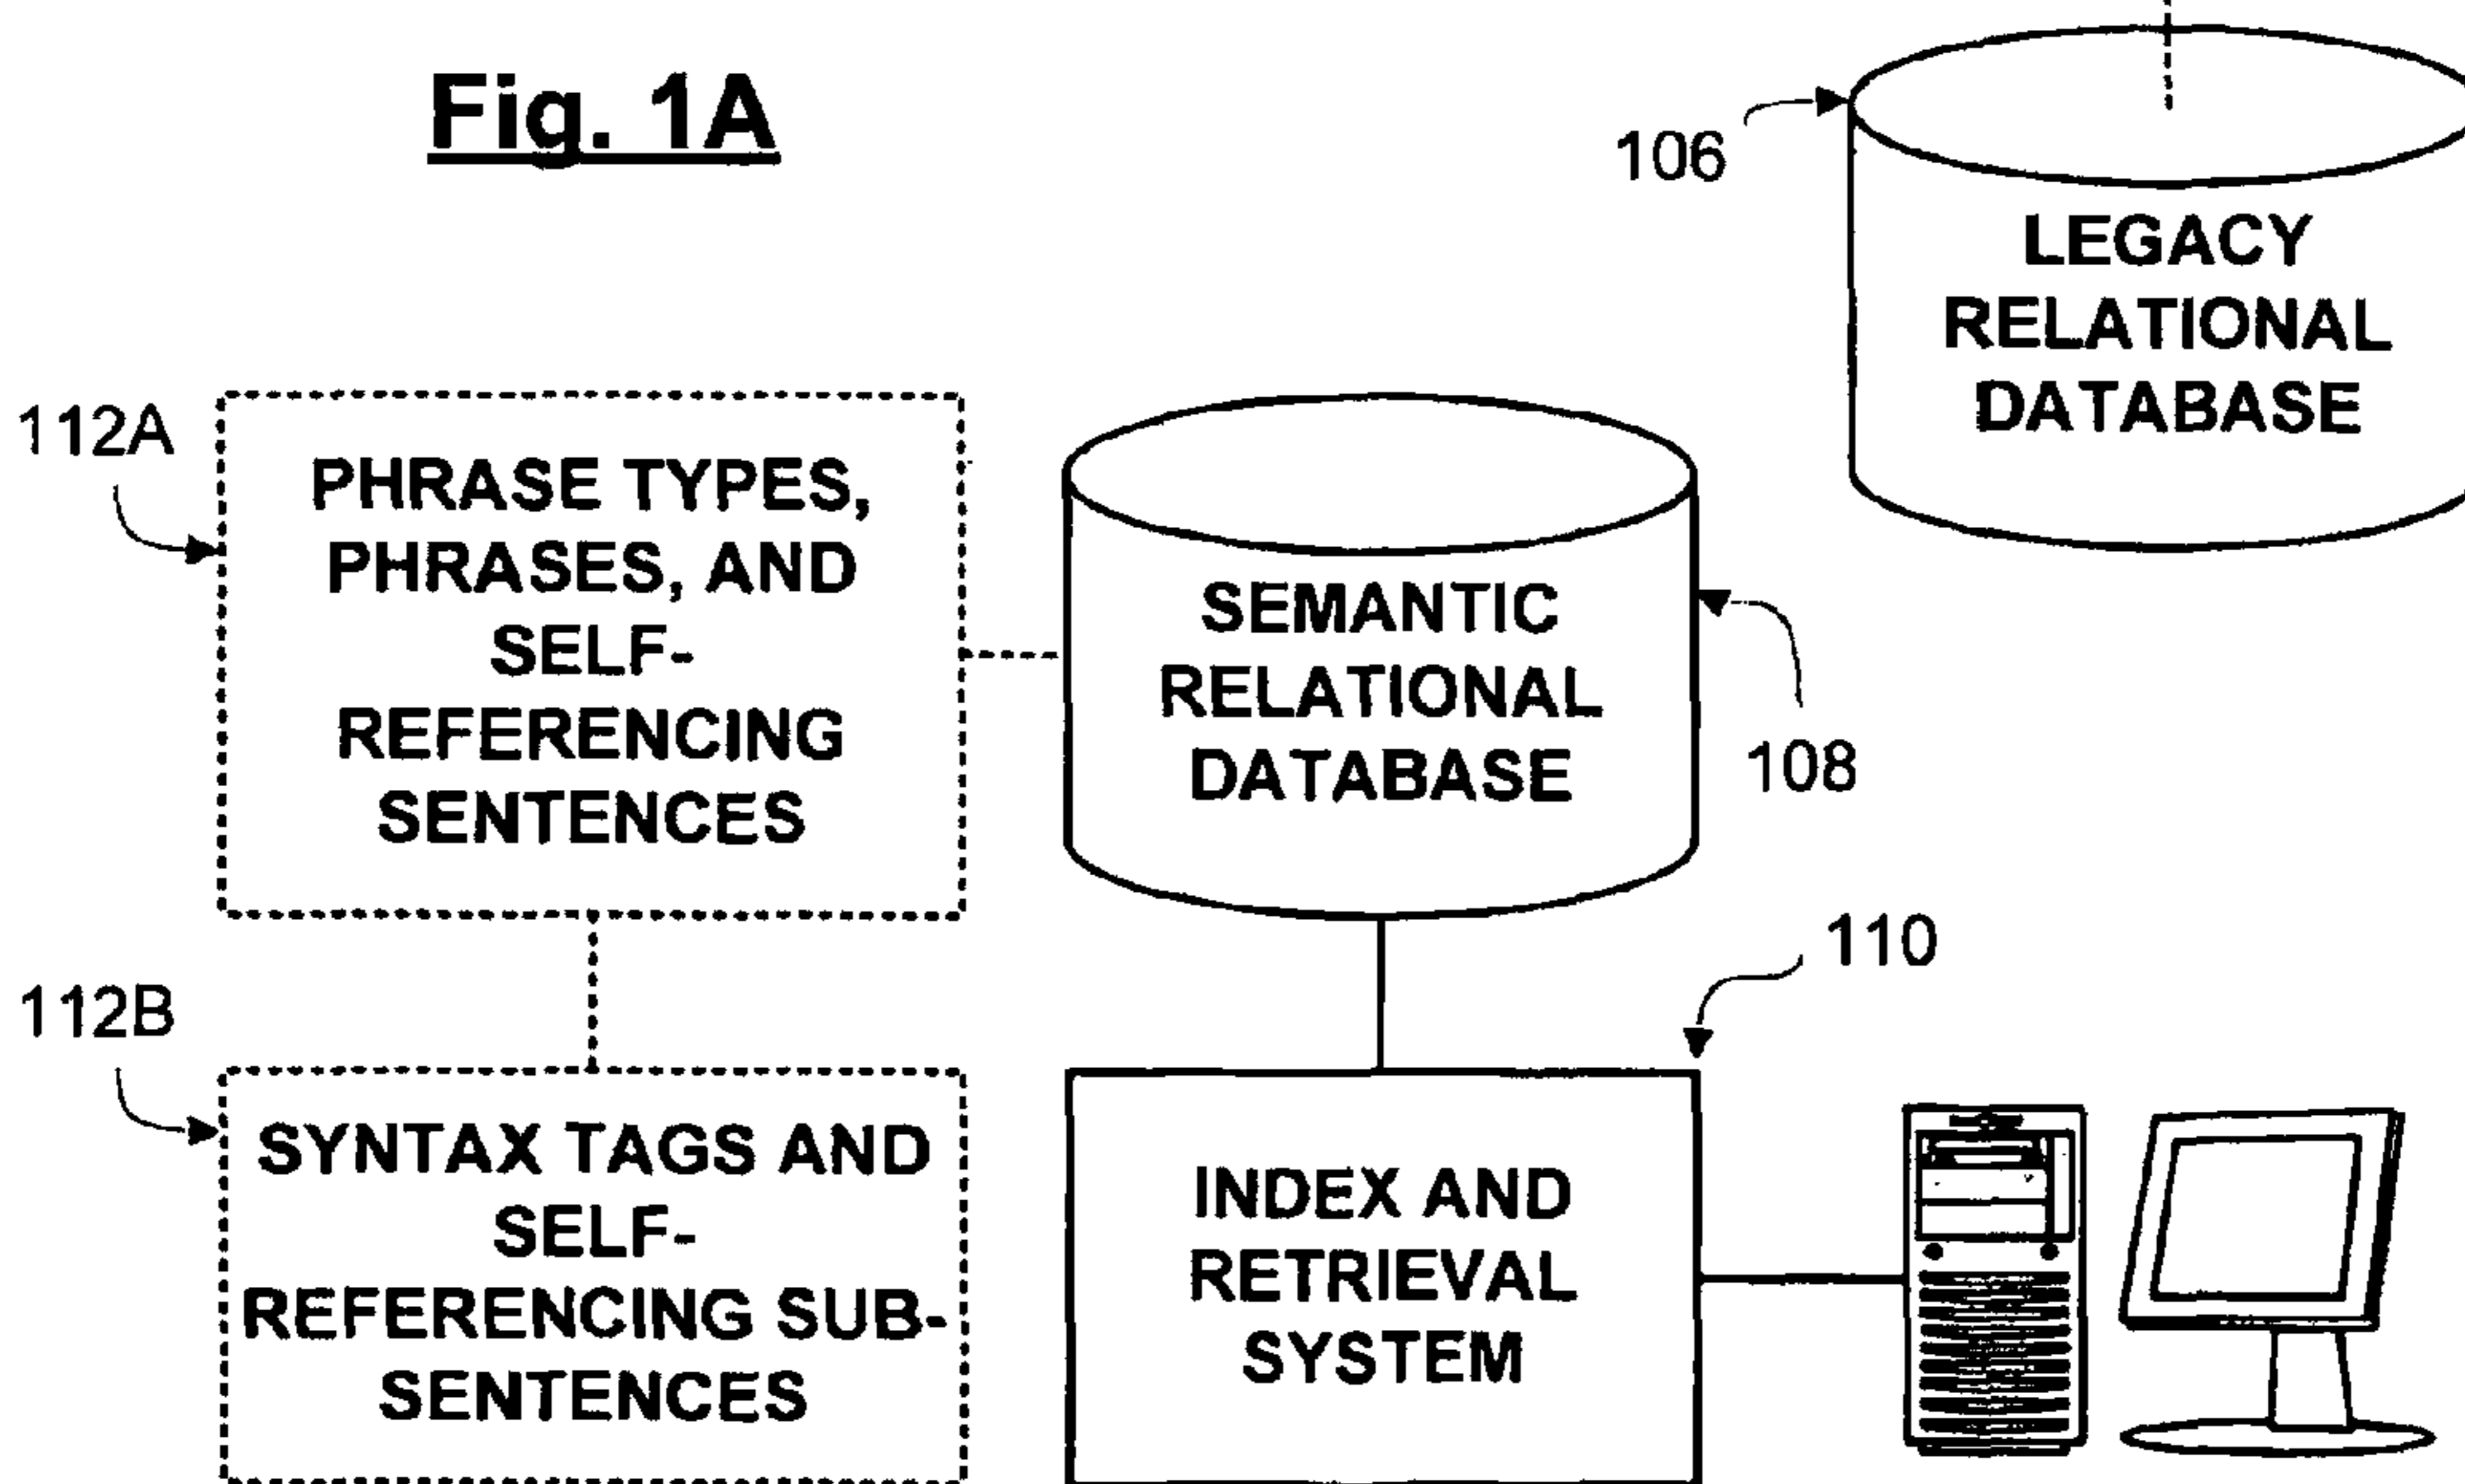 Fig. 1A
106
LEGACY
RELATIONAL
DATABASE
112A
PHRASE TYPES,
PHRASES, AND
SELF-
REFERENCING
SENTENCES
SEMANTIC
RELATIONAL
DATABASE
108
110
112B
SYNTAX TAGS AND
SELF-
REFERENCING SUB-
SENTENCES
INDEX AND
RETRIEVAL
SYSTEM